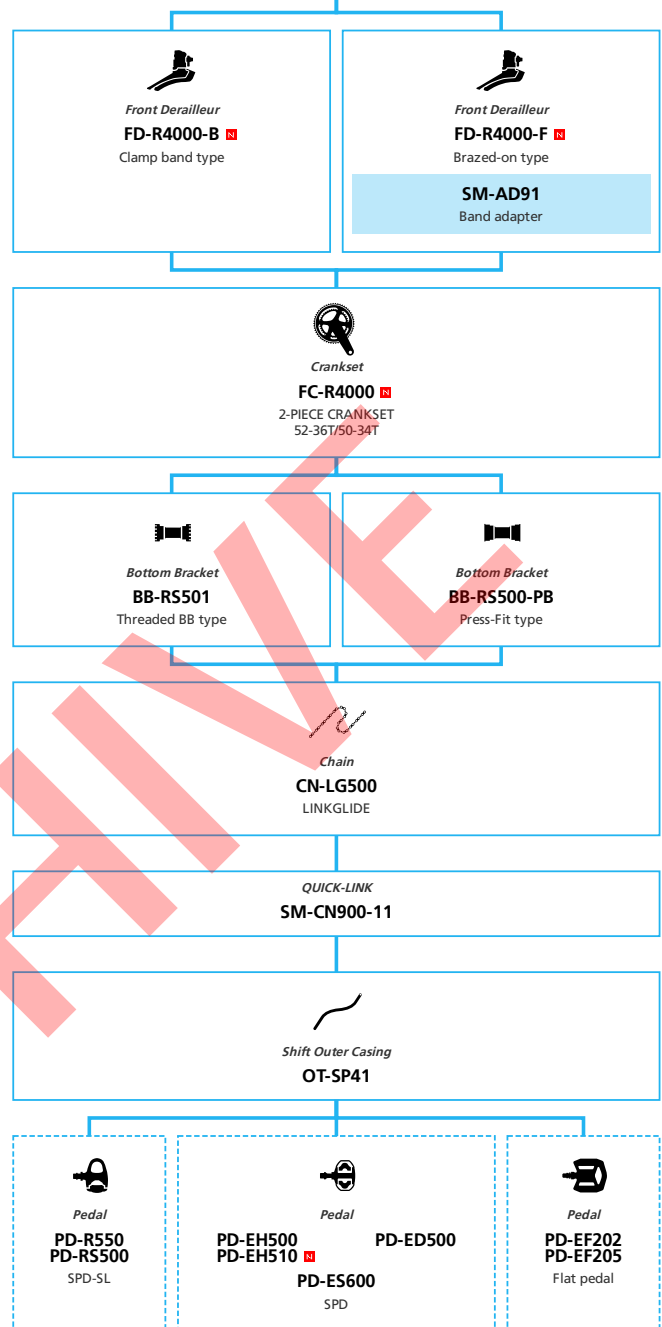 Front Derailleur
FD-R4000-B N
Clamp band type
Front Derailleur
FD-R4000-F N
Brazed-on type
SM-AD91
Band adapter
Crankset
FC-R4000 N
2-PIECE CRANKSET
52-36T/50-34T
Bottom Bracket
BB-RS501
Threaded BB type
Bottom Bracket
BB-RS500-PB
Press-Fit type
Chain
CN-LG500
LINKGLIDE
QUICK-LINK
SM-CN900-11
Shift Outer Casing
OT-SP41
Pedal
PD-R550
PD-RS500
SPD-SL
Pedal
PD-EH500 PD-ED500
PD-EH510 N
PD-ES600
SPD
Pedal
PD-EF202
PD-EF205
Flat pedal
HIVE